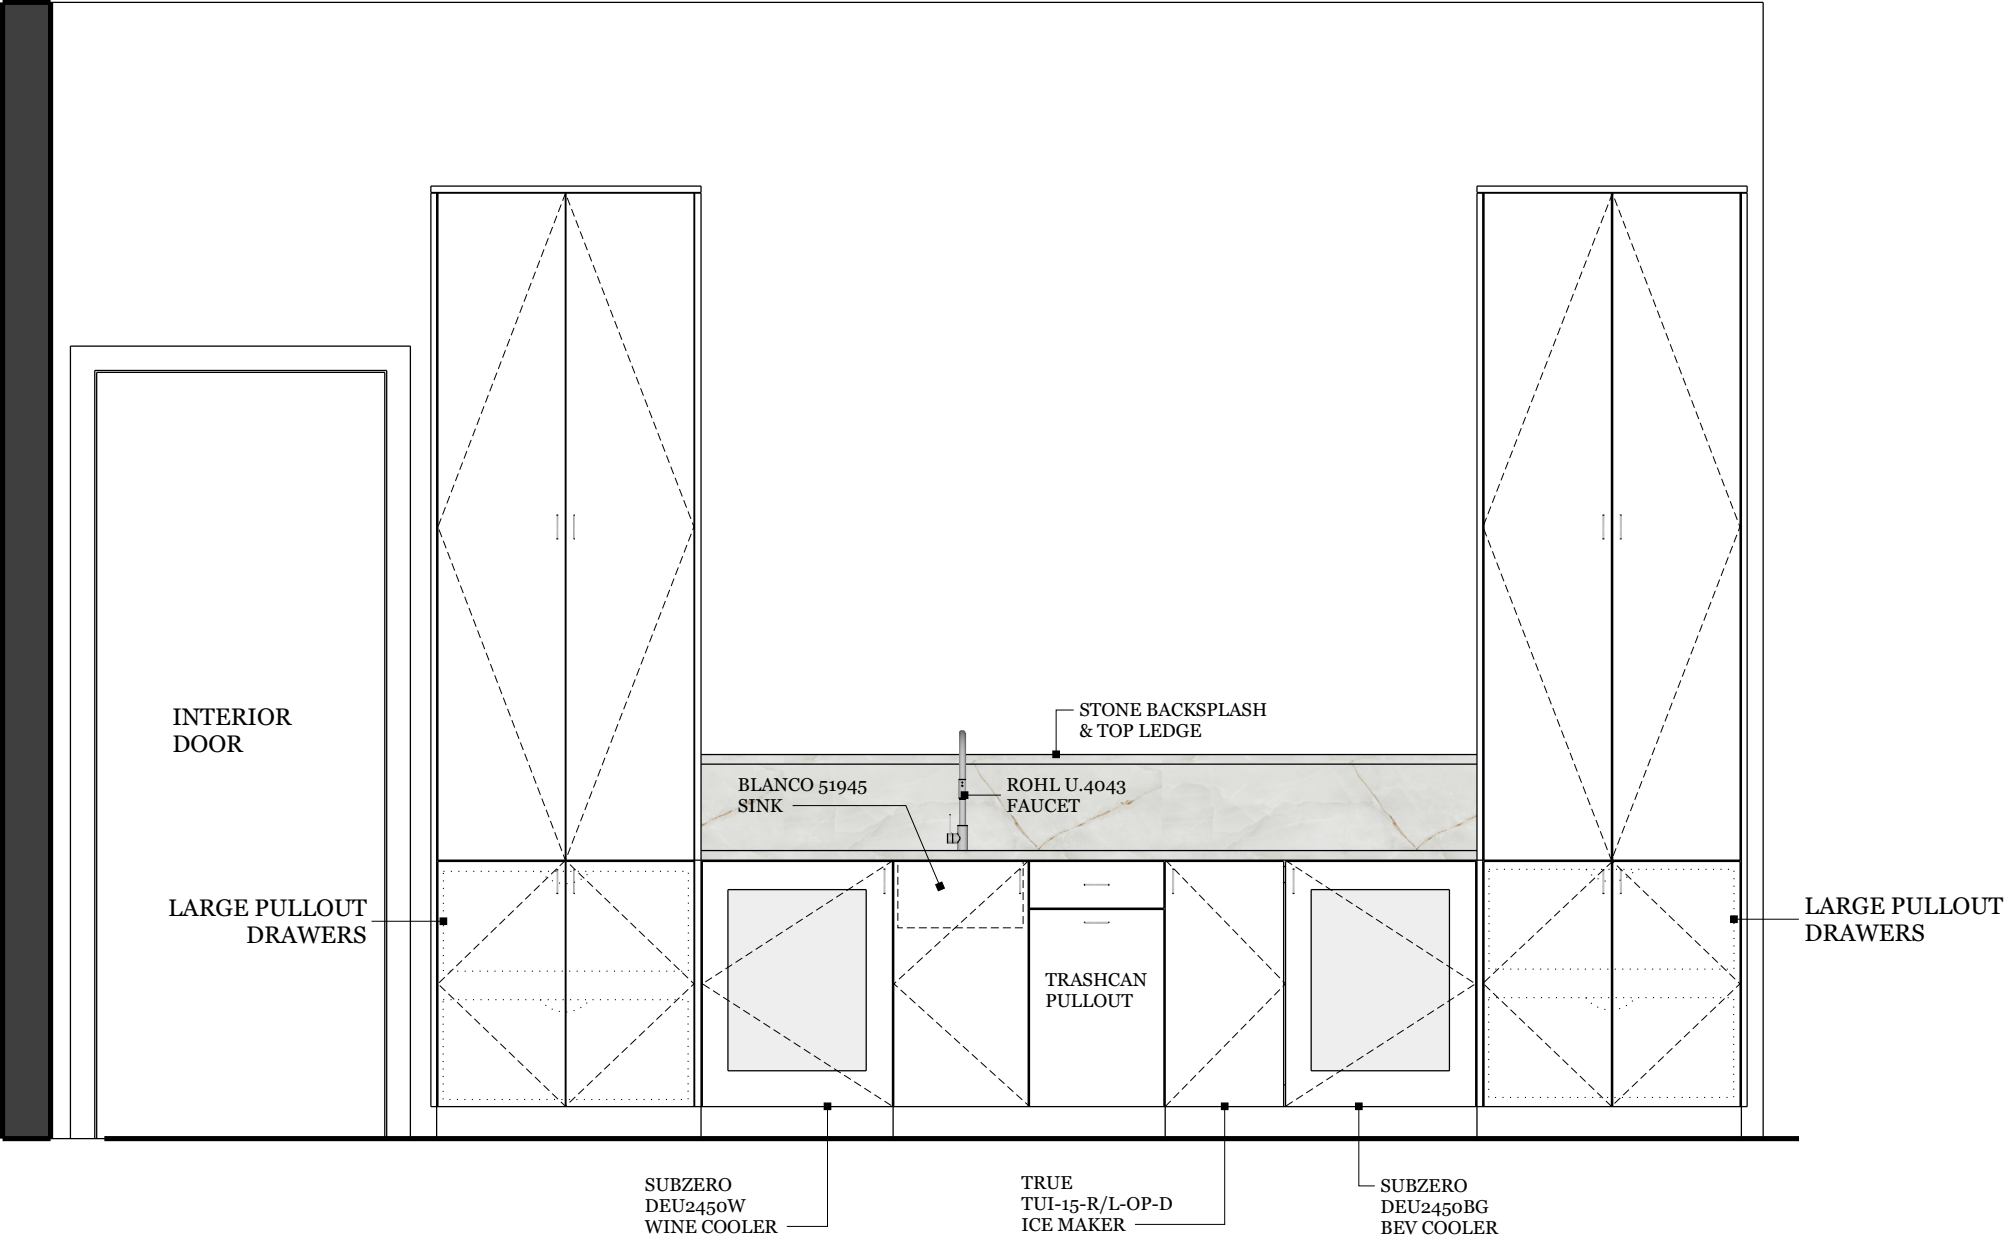 STONE BACKSPLASH
& TOP LEDGE
INTERIOR
DOOR
BLANCO 51945
SINK
ROHL U.4043
FAUCET
LARGE PULLOUT
DRAWERS
LARGE PULLOUT
DRAWERS
TRASHCAN
PULLOUT
SUBZERO
DEU2450W
WINE COOLER
TRUE
TUI-15-R/L-OP-D
ICE MAKER
SUBZERO
DEU2450BG
BEV COOLER